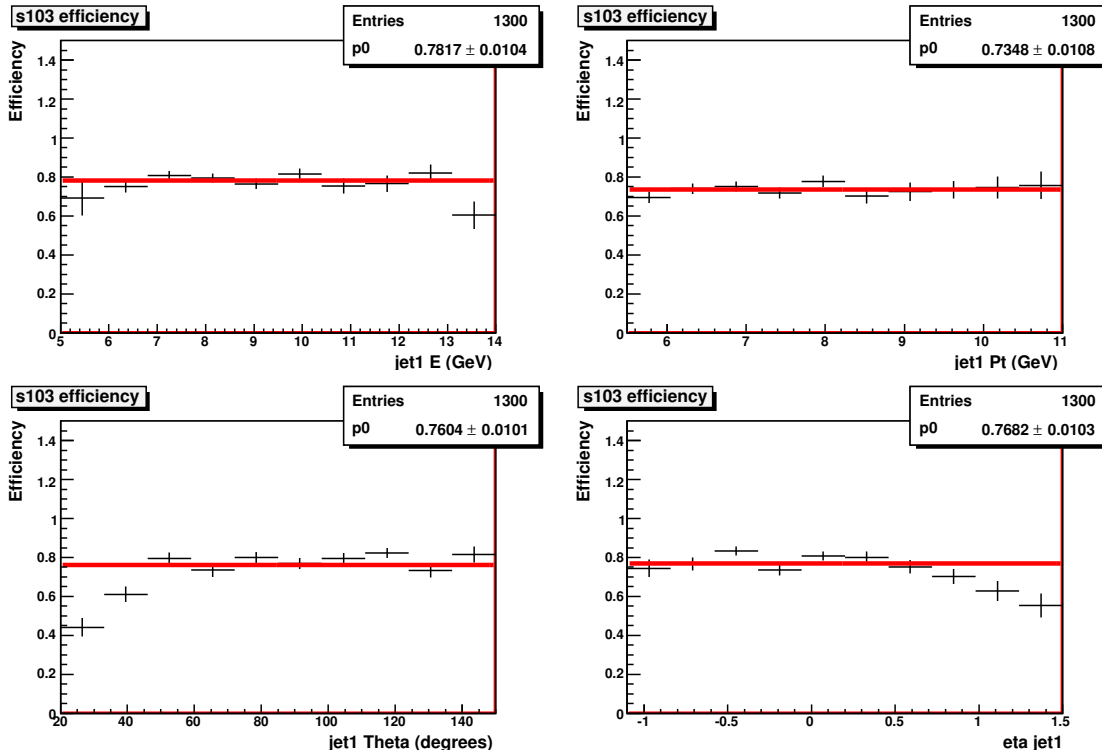 s103 efficiency
Entries 1300
p0 0.7817 ± 0.0104
Efficiency
1.4
1.2
1
0.8
0.6
0.4
0.2
0
5 6 7 8 9 10 11 12 13 14
jet1 E (GeV)
s103 efficiency
Entries 1300
p0 0.7348 ± 0.0108
Efficiency
1.4
1.2
1
0.8
0.6
0.4
0.2
0
6 7 8 9 10 11
jet1 Pt (GeV)
s103 efficiency
Entries 1300
p0 0.7604 ± 0.0101
Efficiency
1.4
1.2
1
0.8
0.6
0.4
0.2
0
20 40 60 80 100 120 140
jet1 Theta (degrees)
s103 efficiency
Entries 1300
p0 0.7682 ± 0.0103
Efficiency
1.4
1.2
1
0.8
0.6
0.4
0.2
0
-1 -0.5 0 0.5 1 1.5
eta jet1